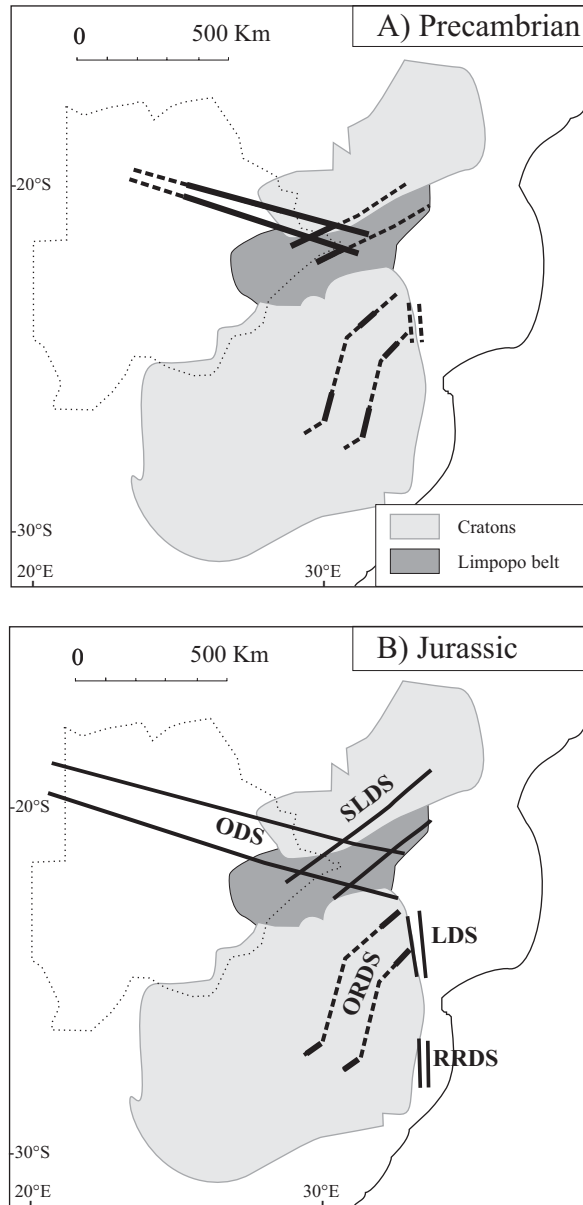 A) Precambrian
0 500 Km
-20°S
Cratons
Limpopo belt
-30°S
20°E 30°E
B) Jurassic
0 500 Km
SLDS
-20°S
ODS
LDS
ORDS
RRDS
-30°S
20°E 30°E